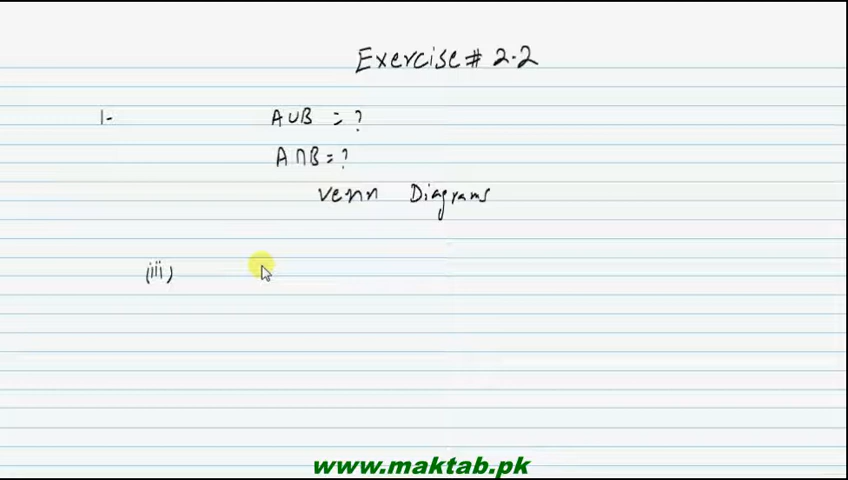 Exercise# 2.2
1- A∪B = ?
A∩B = ?
venn Diagrams
(iii)
www.maktab.pk